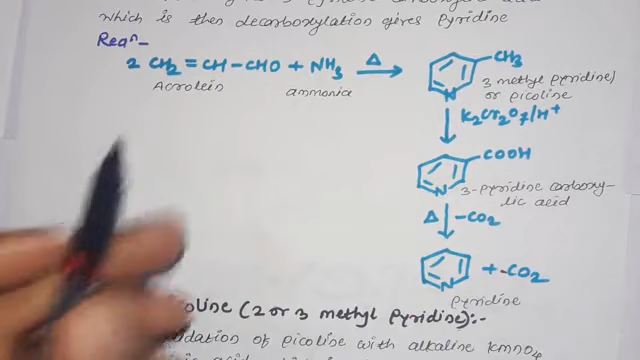 3
which is then decarboxylation gives Pyridine
Reaⁿ–
2 CH₂=CH–CHO + NH₃ Δ→
CH₃
N
Acrolein
ammonia
3 methyl pyridine)
or picoline
K₂Cr₂O₇/H⁺
COOH
N
3-pyridine carboxy-
lic acid
Δ –CO₂
N + CO₂
Pyridine
(2 or 3 methyl Pyridine):-
of picoline with alkaline KMnO₄